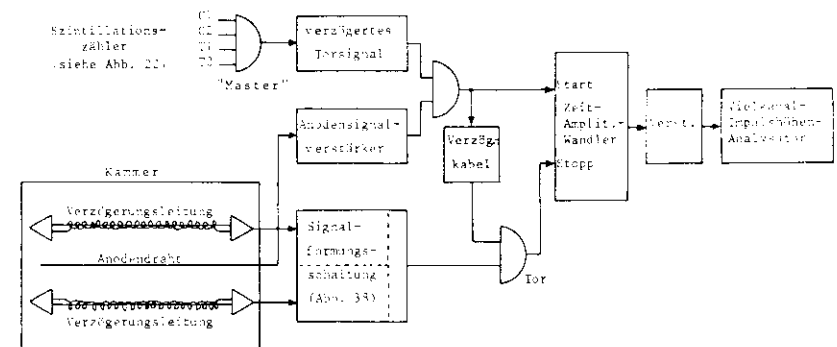 Szintillations-
zähler
(siehe Abb. 22)
C1
C2
T1
T2
"Master"
verzögertes
Torsignal
Anodensignal-
verstärker
Verzög.
kabel
Start
Zeit-
Amplit.-
Wandler
Stopp
Verst.
Vielkanal-
Impulshöhen-
Analysator
Kammer
Verzögerungsleitung
Anodendraht
Verzögerungsleitung
Signal-
formungs-
schaltung
(Abb. 38)
Tor